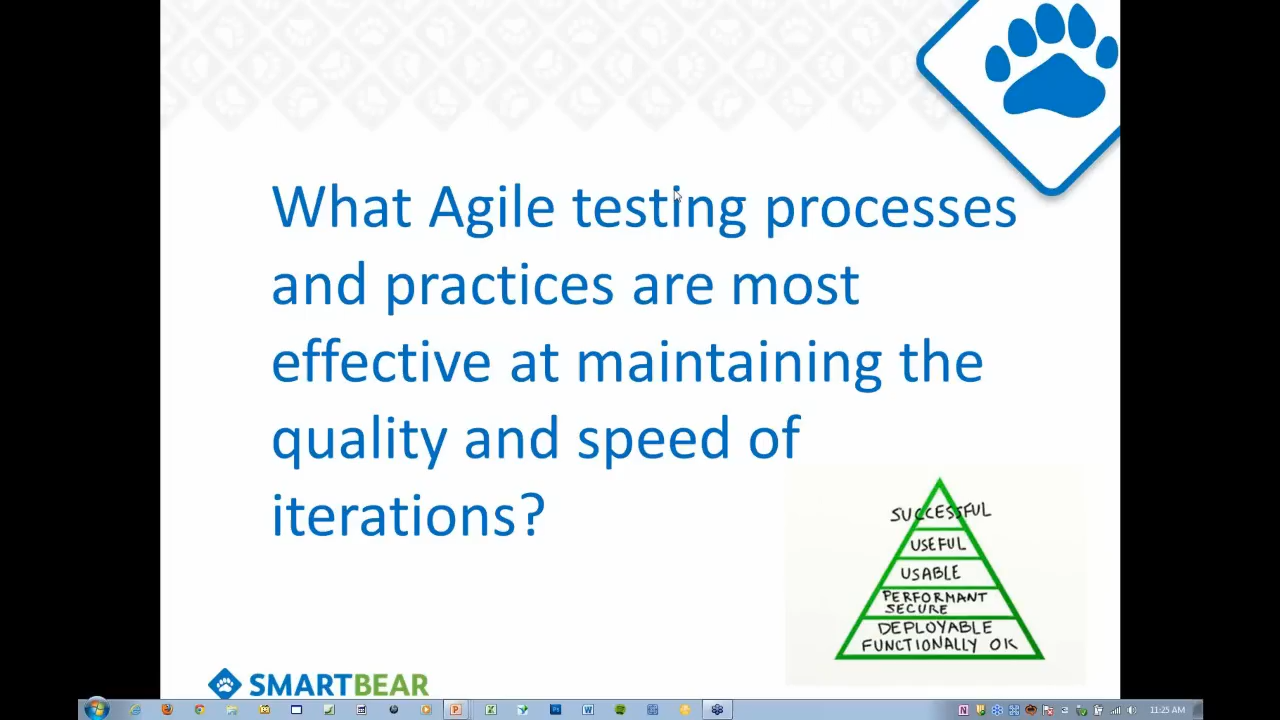 What Agile testing processes
and practices are most
effective at maintaining the
quality and speed of
iterations?
SUCCESSFUL
USEFUL
USABLE
PERFORMANT
SECURE
DEPLOYABLE
FUNCTIONALLY OK
SMARTBEAR
11:25 AM